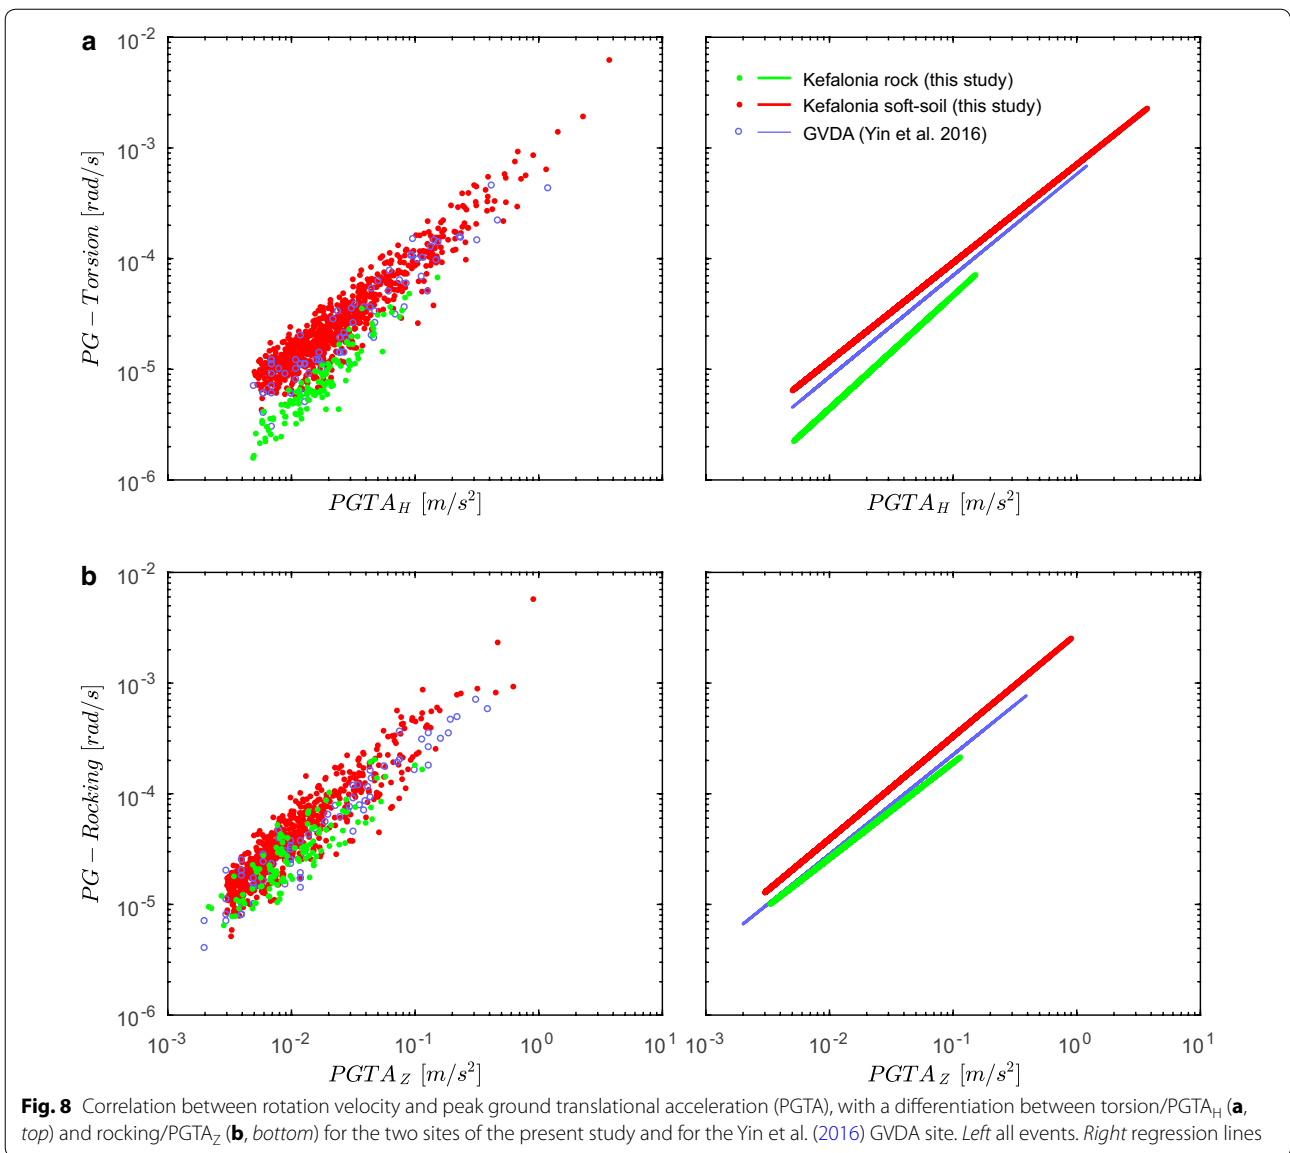 a
10^-2
10^-3
10^-4
10^-5
10^-6
PG − Torsion [rad/s]
PGTA_H [m/s^2]
Kefalonia rock (this study)
Kefalonia soft-soil (this study)
GVDA (Yin et al. 2016)
PGTA_H [m/s^2]
b
10^-2
10^-3
10^-4
10^-5
10^-6
PG − Rocking [rad/s]
10^-3 10^-2 10^-1 10^0 10^1
PGTA_Z [m/s^2]
10^-3 10^-2 10^-1 10^0 10^1
PGTA_Z [m/s^2]
Fig. 8 Correlation between rotation velocity and peak ground translational acceleration (PGTA), with a differentiation between torsion/PGTA_H (a,
top) and rocking/PGTA_Z (b, bottom) for the two sites of the present study and for the Yin et al. (2016) GVDA site. Left all events. Right regression lines